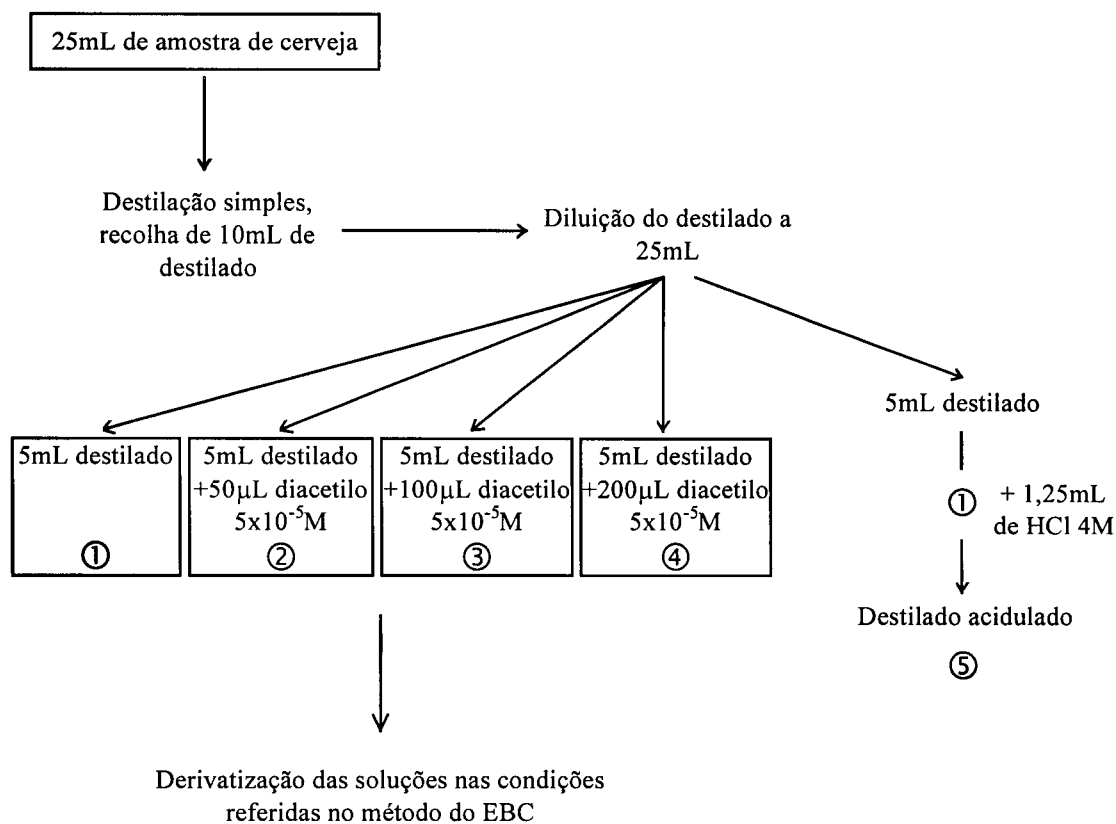 25mL de amostra de cerveja
Destilação simples,
recolha de 10mL de
destilado
Diluição do destilado a
25mL
5mL destilado
①
5mL destilado
+50µL diacetilo
5x10⁻⁵M
②
5mL destilado
+100µL diacetilo
5x10⁻⁵M
③
5mL destilado
+200µL diacetilo
5x10⁻⁵M
④
5mL destilado
① + 1,25mL
de HCl 4M
Destilado acidulado
⑤
Derivatização das soluções nas condições
referidas no método do EBC